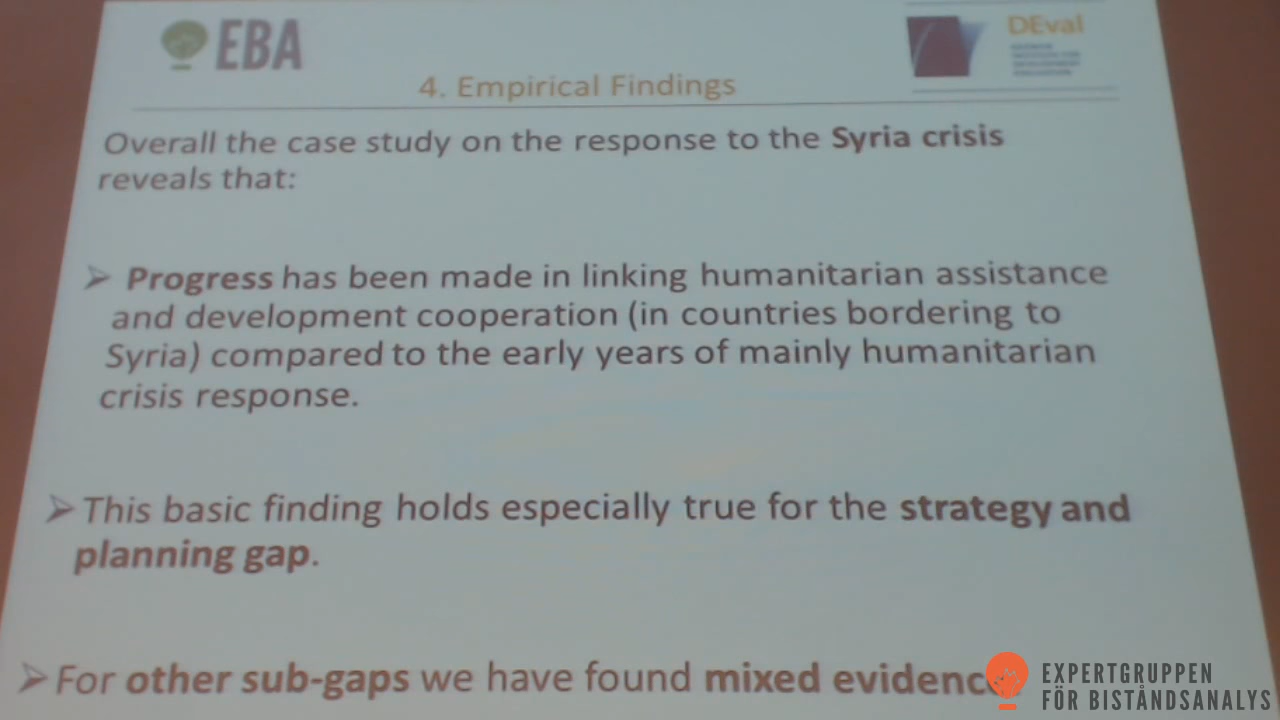 EBA
DEval
4. Empirical Findings
Overall the case study on the response to the Syria crisis
reveals that:
➢ Progress has been made in linking humanitarian assistance
and development cooperation (in countries bordering to
Syria) compared to the early years of mainly humanitarian
crisis response.
➢ This basic finding holds especially true for the strategy and
planning gap.
➢ For other sub-gaps we have found mixed evidence
EXPERTGRUPPEN
FÖR BISTÅNDSANALYS